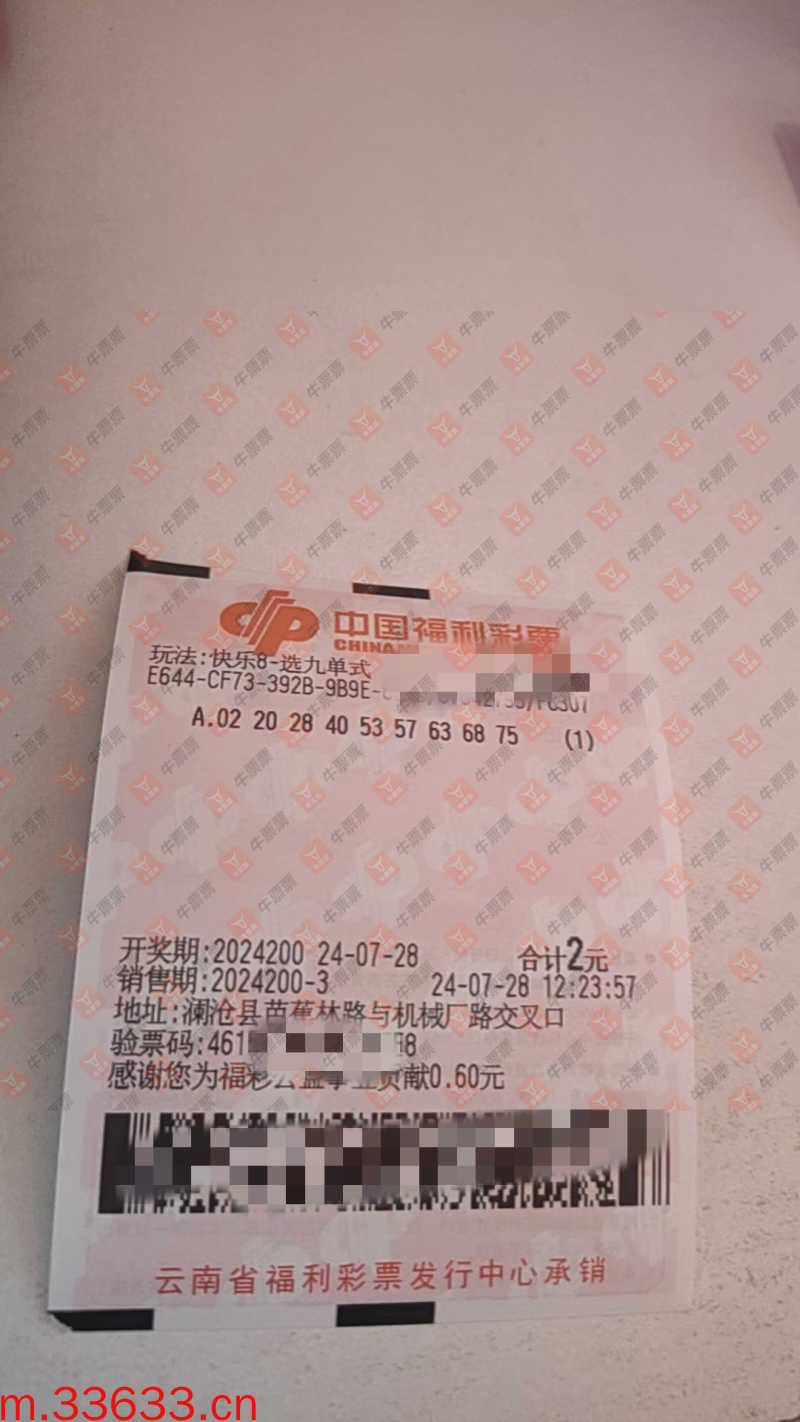 中国福利彩票
CHINA
玩法:快乐8-选九单式
E644-CF73-392B-9B9E-
A.02 20 28 40 53 57 63 68 75 (1)
开奖期:2024200 24-07-28 合计2元
销售期:2024200-3 24-07-28 12:23:57
地址:澜沧县芭蕉林路与机械厂路交叉口
验票码:461 8
感谢您为福彩公益事业贡献0.60元
云南省福利彩票发行中心承销
牛票票
m.33633.cn